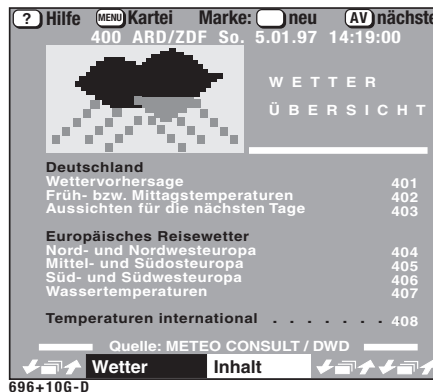 ? Hilfe MENU Kartei Marke: neu AV nächste
400 ARD/ZDF So. 5.01.97 14:19:00
WETTER
ÜBERSICHT
Deutschland
Wettervorhersage 401
Früh- bzw. Mittagstemperaturen 402
Aussichten für die nächsten Tage 403
Europäisches Reisewetter
Nord- und Nordwesteuropa 404
Mittel- und Südosteuropa 405
Süd- und Südwesteuropa 406
Wassertemperaturen 407
Temperaturen international . . . . . . . 408
Quelle: METEO CONSULT / DWD
Wetter Inhalt
696+10G-D